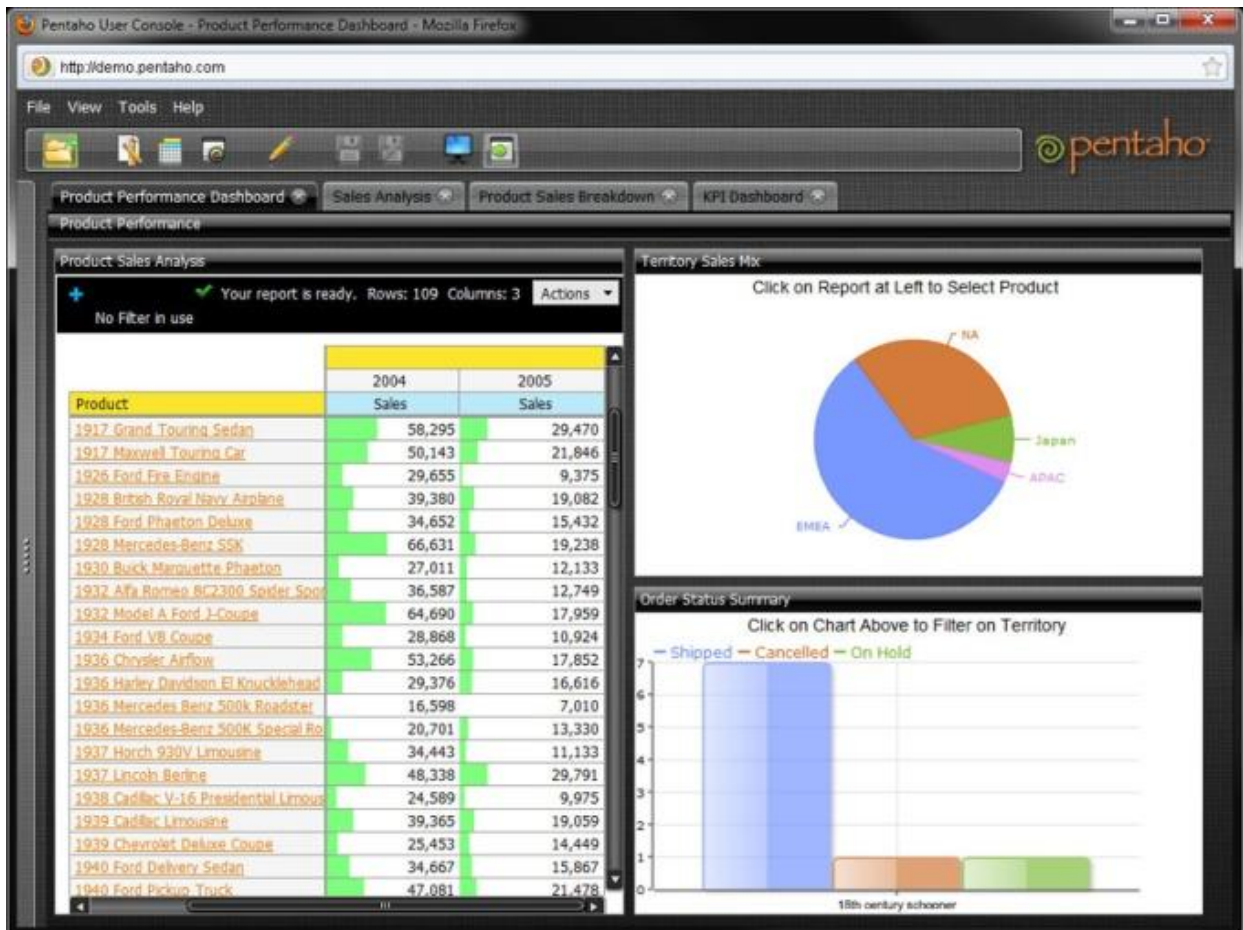 Pentaho User Console - Product Performance Dashboard - Mozilla Firefox
http://demo.pentaho.com
File View Tools Help
pentaho
Product Performance Dashboard Sales Analysis Product Sales Breakdown KPI Dashboard
Product Performance
Product Sales Analysis
Your report is ready. Rows: 109 Columns: 3 Actions
No Filter in use
2004 2005
Product Sales Sales
1917 Grand Touring Sedan 58,295 29,470
1917 Maxwell Touring Car 50,143 21,846
1926 Ford Fire Engine 29,655 9,375
1928 British Royal Navy Airplane 39,380 19,082
1928 Ford Phaeton Deluxe 34,652 15,432
1928 Mercedes-Benz SSK 66,631 19,238
1930 Buick Marquette Phaeton 27,011 12,133
1932 Alfa Romeo 8C2300 Spider Spor 36,587 12,749
1932 Model A Ford J-Coupe 64,690 17,959
1934 Ford V8 Coupe 28,868 10,924
1936 Chrysler Airflow 53,266 17,852
1936 Harley Davidson El Knucklehead 29,376 16,616
1936 Mercedes Benz 500k Roadster 16,598 7,010
1936 Mercedes-Benz 500K Special Ro 20,701 13,330
1937 Horch 930V Limousine 34,443 11,133
1937 Lincoln Berline 48,338 29,791
1938 Cadillac V-16 Presidential Limous 24,589 9,975
1939 Cadillac Limousine 39,365 19,059
1939 Chevrolet Deluxe Coupe 25,453 14,449
1940 Ford Delivery Sedan 34,667 15,867
1940 Ford Pickup Truck 47,081 21,478
Territory Sales Mix
Click on Report at Left to Select Product
NA
Japan
APAC
EMEA
Order Status Summary
Click on Chart Above to Filter on Territory
Shipped Cancelled On Hold
7
6
5
4
3
2
1
0
18th century schooner